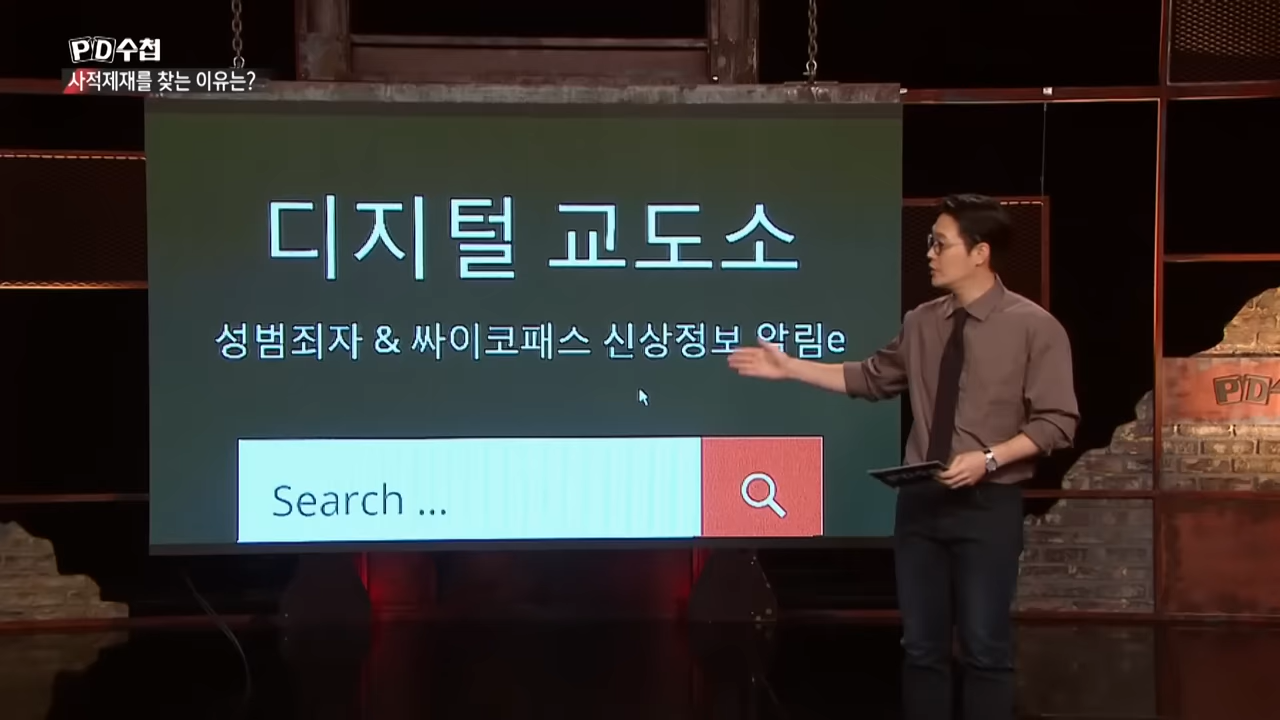 PD수첩
사적제재를 찾는 이유는?
디지털 교도소
성범죄자 & 싸이코패스 신상정보 알림e
Search ...
PD